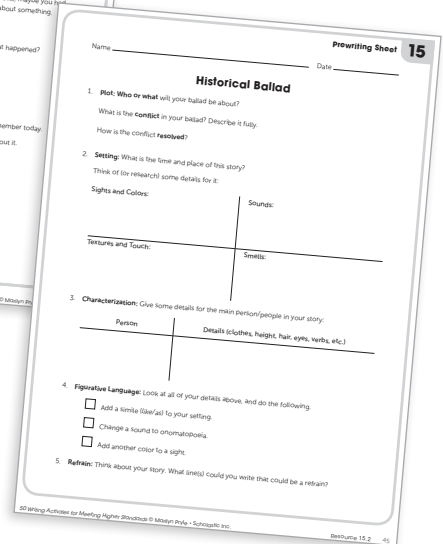 about something.
t happened?
ember today.
out it.
Prewriting Sheet 15
Name
Date
Historical Ballad
1. Plot: Who or what will your ballad be about?
What is the conflict in your ballad? Describe it fully.
How is the conflict resolved?
2. Setting: What is the time and place of this story?
Think of (or research) some details for it:
Sights and Colors:
Sounds:
Textures and Touch:
Smells:
3. Characterization: Give some details for the main person/people in your story:
Person
Details (clothes, height, hair, eyes, verbs, etc.)
4. Figurative Language: Look at all of your details above, and do the following.
Add a simile (like/as) to your setting.
Change a sound to onomatopoeia.
Add another color to a sight.
5. Refrain: Think about your story. What line(s) could you write that could be a refrain?
50 Writing Activities for Meeting Higher Standards © Marilyn Pryle • Scholastic Inc.
Resource 15.2